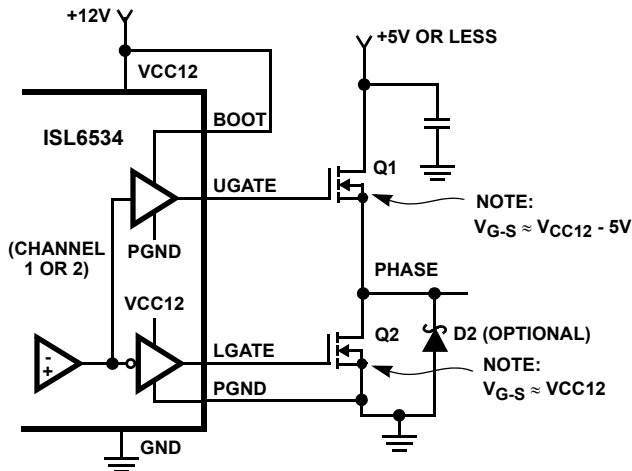 +12V
+5V OR LESS
VCC12
ISL6534
BOOT
UGATE
Q1
NOTE:
VG-S ≈ VCC12 - 5V
(CHANNEL
1 OR 2)
PGND
PHASE
VCC12
Q2
D2 (OPTIONAL)
-
+
LGATE
NOTE:
VG-S ≈ VCC12
PGND
GND